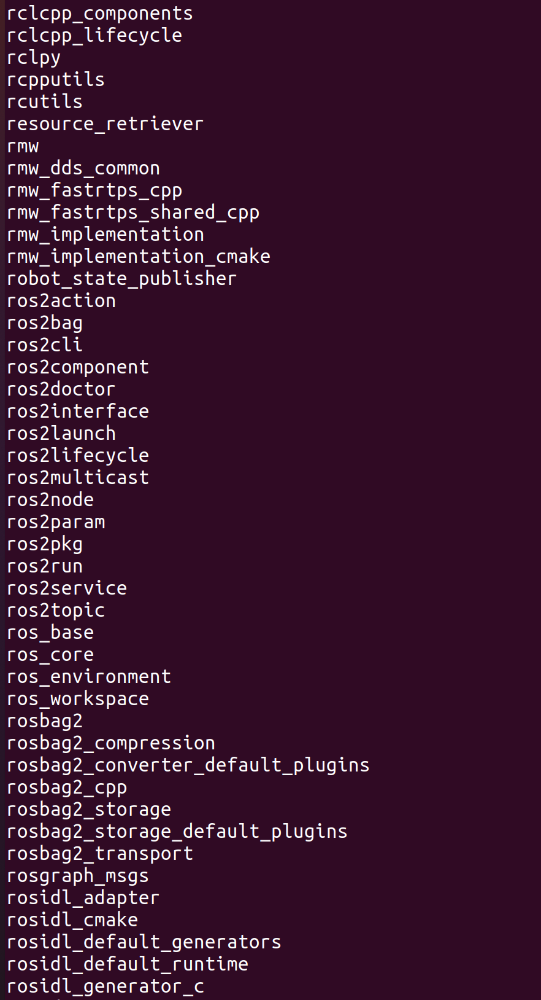 rclcpp_components
rclcpp_lifecycle
rclpy
rcpputils
rcutils
resource_retriever
rmw
rmw_dds_common
rmw_fastrtps_cpp
rmw_fastrtps_shared_cpp
rmw_implementation
rmw_implementation_cmake
robot_state_publisher
ros2action
ros2bag
ros2cli
ros2component
ros2doctor
ros2interface
ros2launch
ros2lifecycle
ros2multicast
ros2node
ros2param
ros2pkg
ros2run
ros2service
ros2topic
ros_base
ros_core
ros_environment
ros_workspace
rosbag2
rosbag2_compression
rosbag2_converter_default_plugins
rosbag2_cpp
rosbag2_storage
rosbag2_storage_default_plugins
rosbag2_transport
rosgraph_msgs
rosidl_adapter
rosidl_cmake
rosidl_default_generators
rosidl_default_runtime
rosidl_generator_c